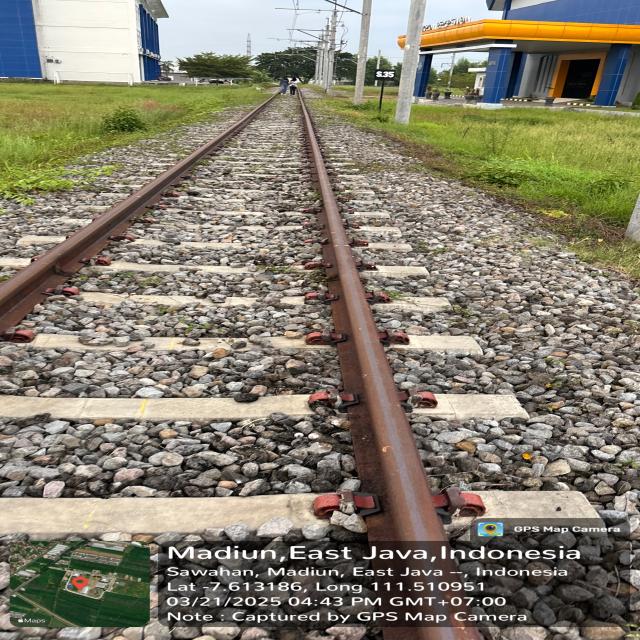 S.35
GPS Map Camera
Madiun,East Java,Indonesia
Sawahan, Madiun, East Java –, Indonesia
Lat -7.613186, Long 111.510951
03/21/2025 04:43 PM GMT+07:00
Note : Captured by GPS Map Camera
Maps